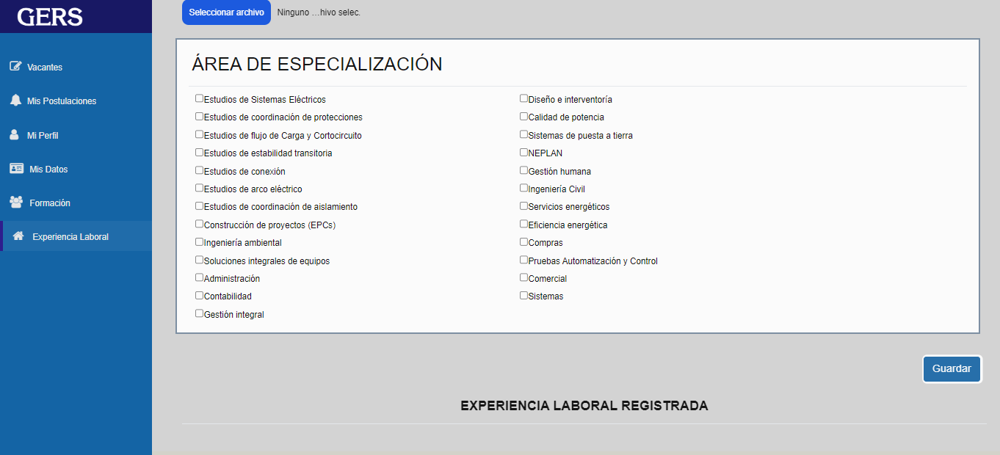 GERS
Vacantes
Mis Postulaciones
Mi Perfil
Mis Datos
Formación
Experiencia Laboral
Seleccionar archivo Ninguno ...hivo selec.
ÁREA DE ESPECIALIZACIÓN
Estudios de Sistemas Eléctricos
Estudios de coordinación de protecciones
Estudios de flujo de Carga y Cortocircuito
Estudios de estabilidad transitoria
Estudios de conexión
Estudios de arco eléctrico
Estudios de coordinación de aislamiento
Construcción de proyectos (EPCs)
Ingeniería ambiental
Soluciones integrales de equipos
Administración
Contabilidad
Gestión integral
Diseño e interventoría
Calidad de potencia
Sistemas de puesta a tierra
NEPLAN
Gestión humana
Ingeniería Civil
Servicios energéticos
Eficiencia energética
Compras
Pruebas Automatización y Control
Comercial
Sistemas
Guardar
EXPERIENCIA LABORAL REGISTRADA